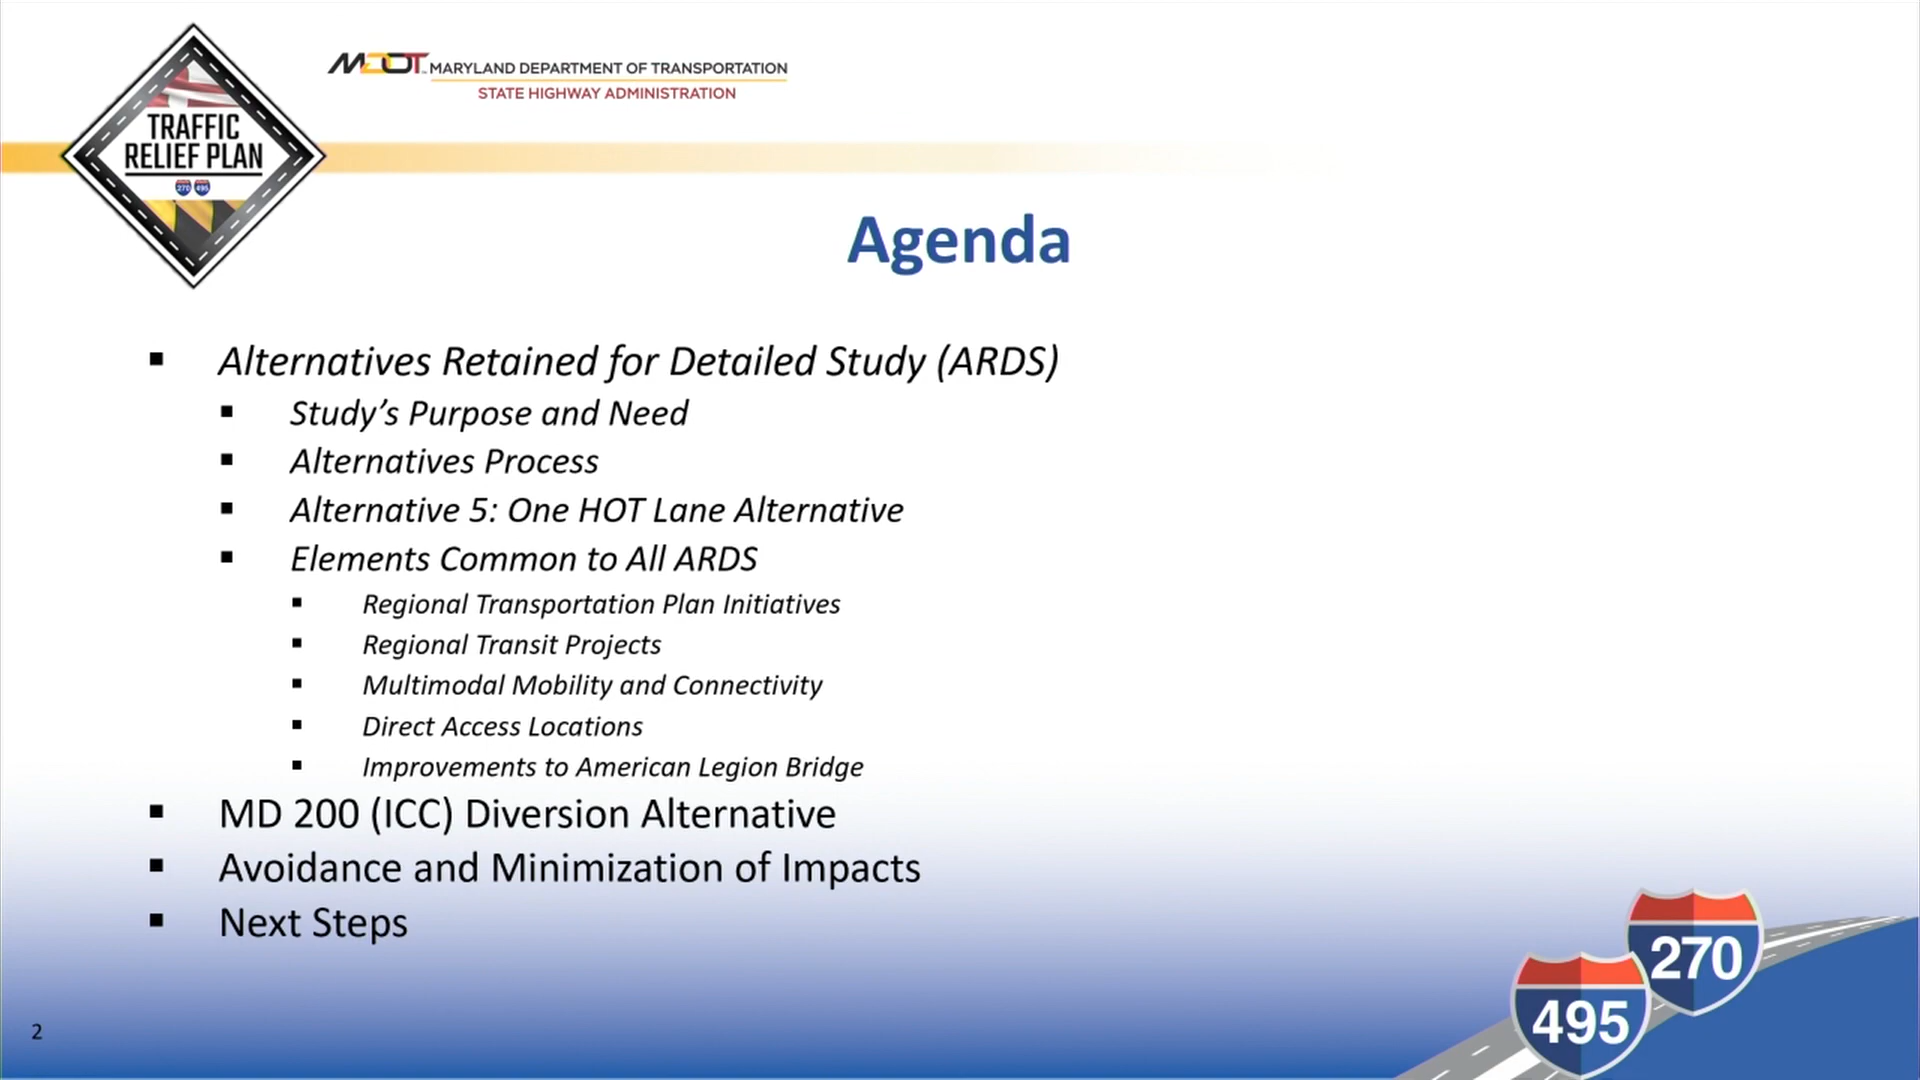 MDOT MARYLAND DEPARTMENT OF TRANSPORTATION
STATE HIGHWAY ADMINISTRATION
TRAFFIC
RELIEF PLAN
270 495
Agenda
▪ Alternatives Retained for Detailed Study (ARDS)
▪ Study’s Purpose and Need
▪ Alternatives Process
▪ Alternative 5: One HOT Lane Alternative
▪ Elements Common to All ARDS
▪ Regional Transportation Plan Initiatives
▪ Regional Transit Projects
▪ Multimodal Mobility and Connectivity
▪ Direct Access Locations
▪ Improvements to American Legion Bridge
▪ MD 200 (ICC) Diversion Alternative
▪ Avoidance and Minimization of Impacts
▪ Next Steps
270
495
2